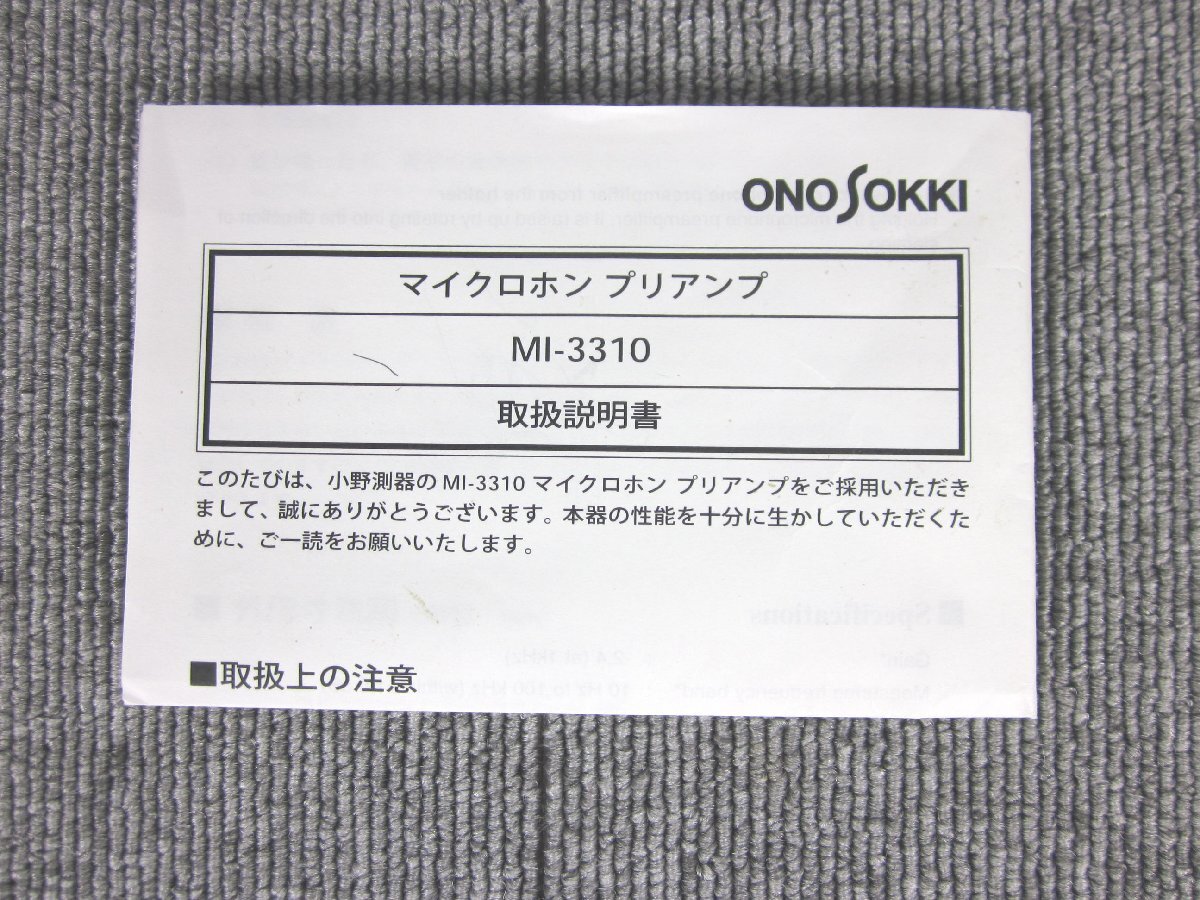 ONO SOKKI
マイクロホン プリアンプ
MI-3310
取扱説明書
このたびは、小野測器のMI-3310 マイクロホン プリアンプをご採用いただき
まして、誠にありがとうございます。本器の性能を十分に生かしていただくた
めに、ご一読をお願いいたします。
■取扱上の注意